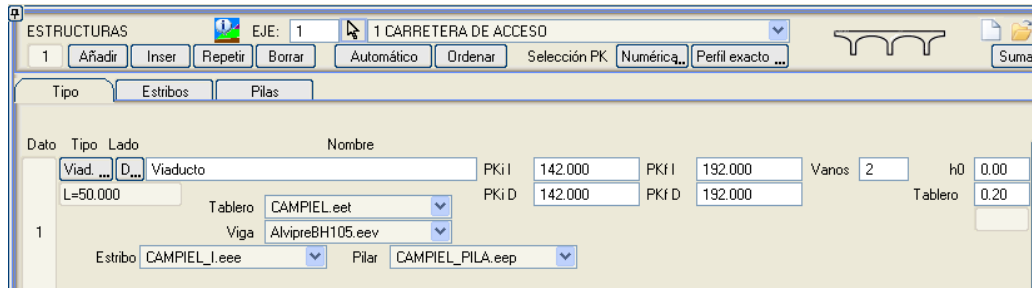 ESTRUCTURAS EJE: 1 1 CARRETERA DE ACCESO
1 Añadir Inser Repetir Borrar Automático Ordenar Selección PK Numérica... Perfil exacto ... Suma
Tipo Estribos Pilas
Dato Tipo Lado Nombre
Viad. ... D... Viaducto PKi I 142.000 PKf I 192.000 Vanos 2 h0 0.00
L=50.000 PKi D 142.000 PKf D 192.000 Tablero 0.20
Tablero CAMPIEL.eet
1 Viga AlvipreBH105.eev
Estribo CAMPIEL_I.eee Pilar CAMPIEL_PILA.eep